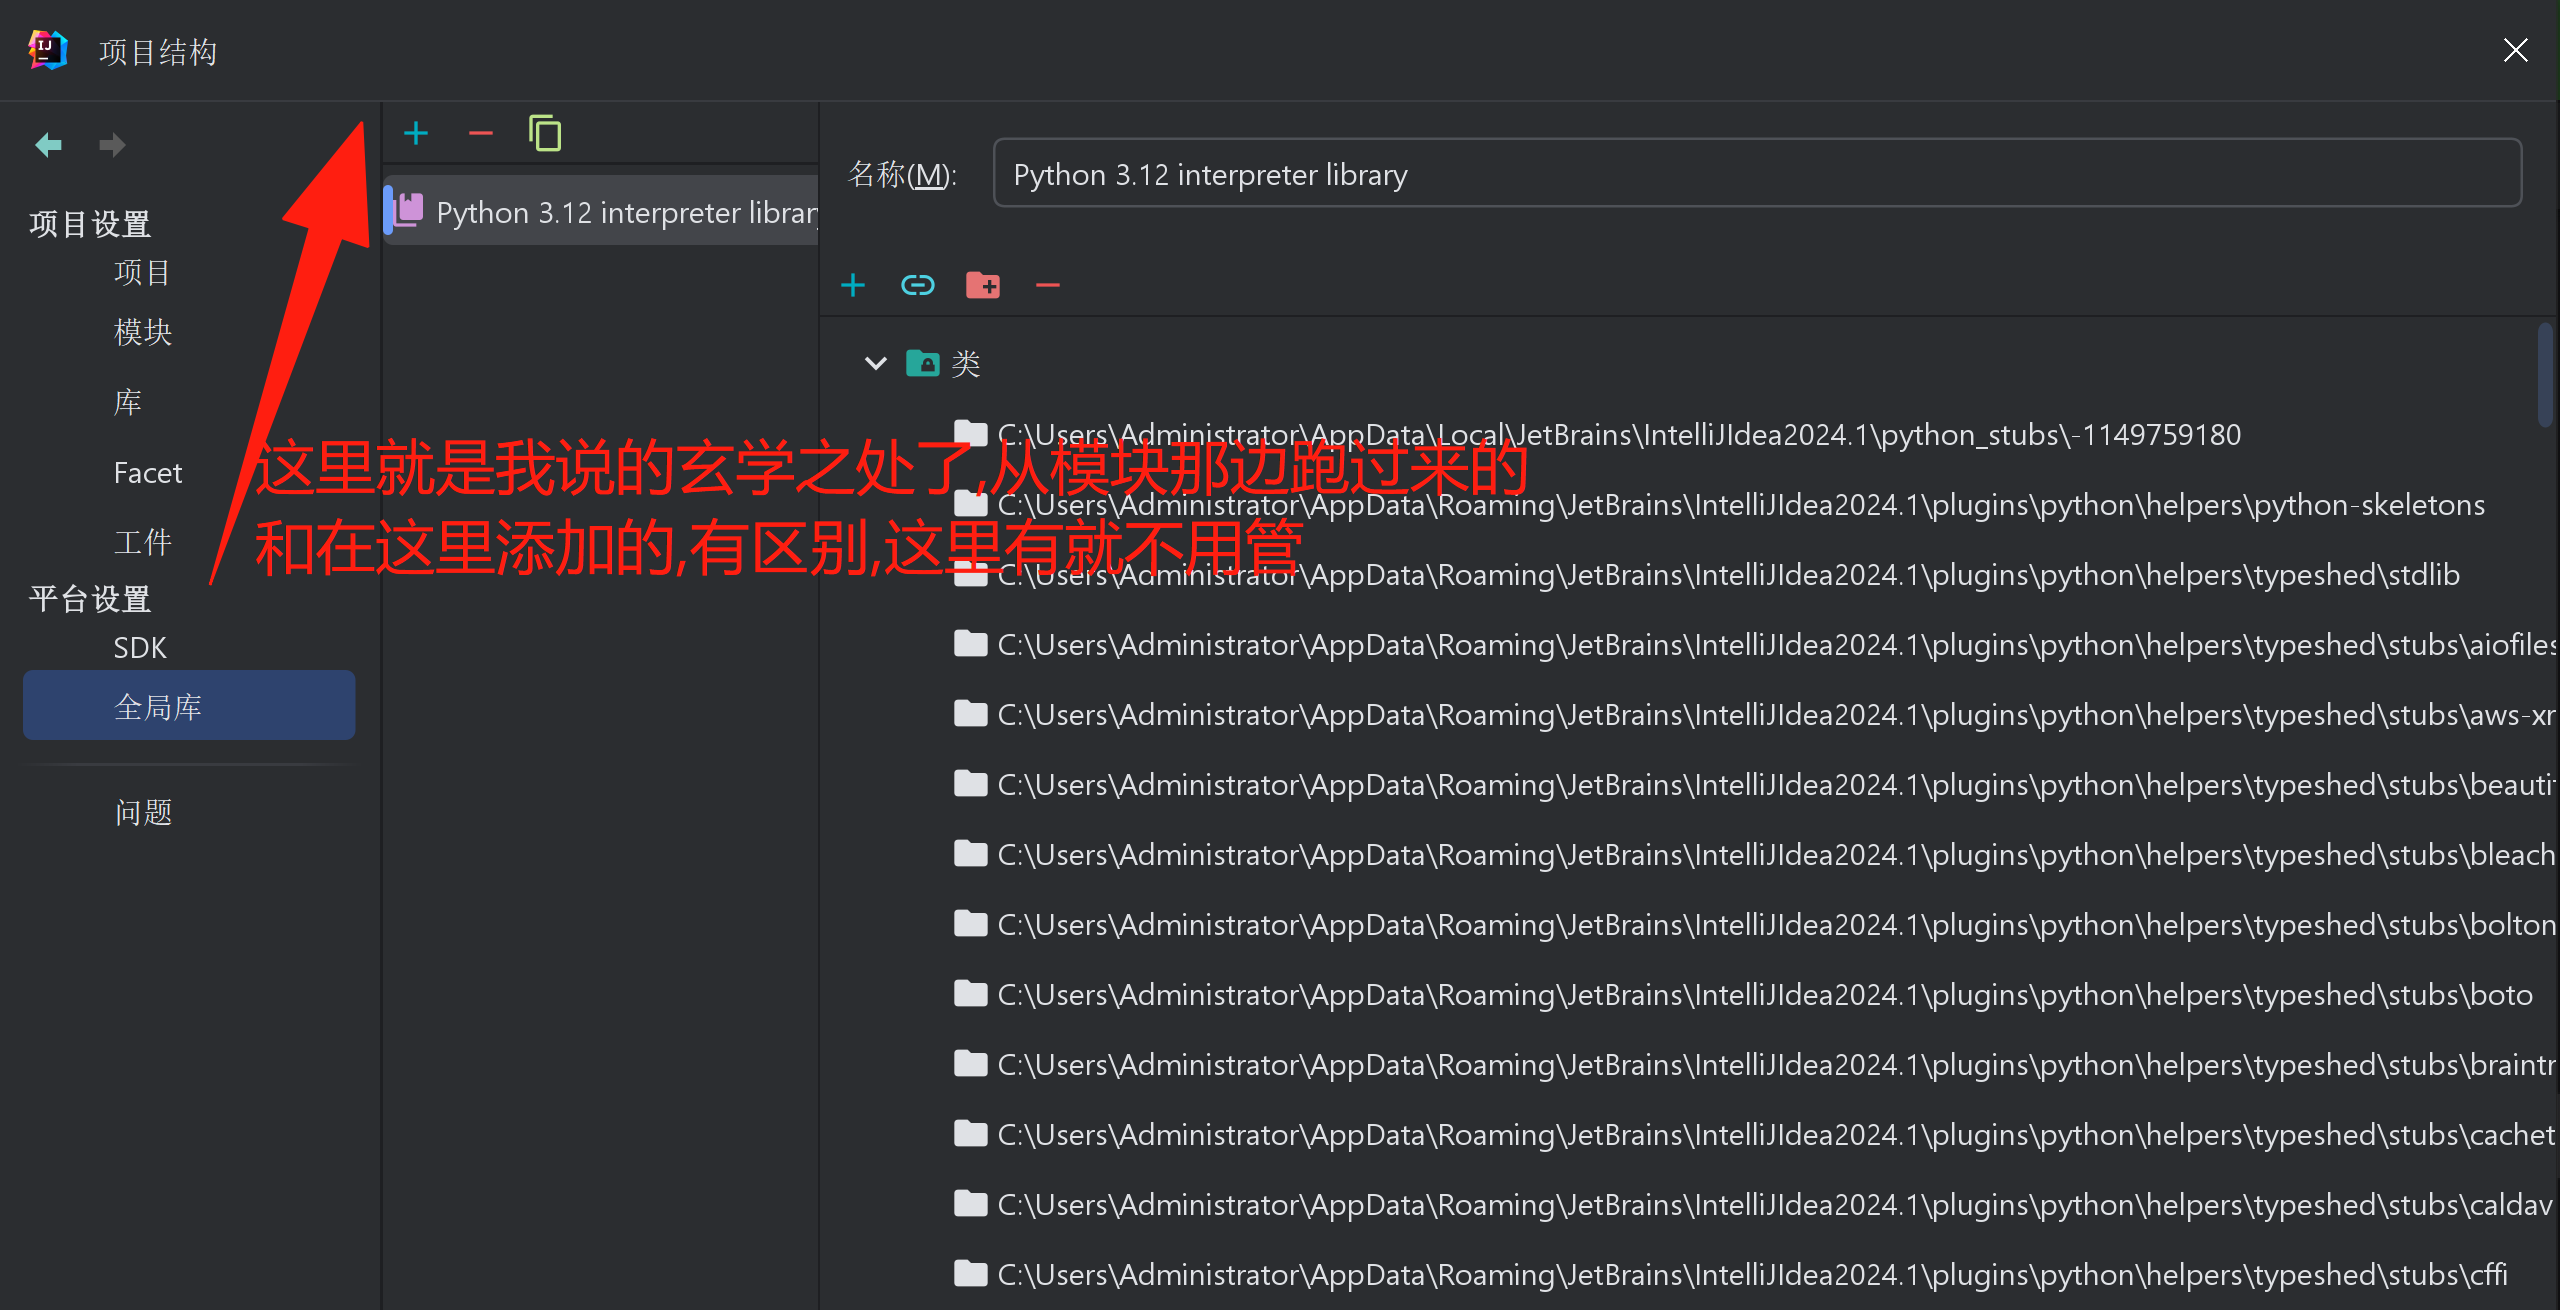 项目结构
项目设置
项目
模块
库
Facet
工件
平台设置
SDK
全局库
问题
Python 3.12 interpreter library
名称(M):
Python 3.12 interpreter library
类
C:\Users\Administrator\AppData\Local\JetBrains\IntelliJIdea2024.1\python_stubs\-1149759180
C:\Users\Administrator\AppData\Roaming\JetBrains\IntelliJIdea2024.1\plugins\python\helpers\python-skeletons
C:\Users\Administrator\AppData\Roaming\JetBrains\IntelliJIdea2024.1\plugins\python\helpers\typeshed\stdlib
C:\Users\Administrator\AppData\Roaming\JetBrains\IntelliJIdea2024.1\plugins\python\helpers\typeshed\stubs\aiofiles
C:\Users\Administrator\AppData\Roaming\JetBrains\IntelliJIdea2024.1\plugins\python\helpers\typeshed\stubs\aws-xr
C:\Users\Administrator\AppData\Roaming\JetBrains\IntelliJIdea2024.1\plugins\python\helpers\typeshed\stubs\beautif
C:\Users\Administrator\AppData\Roaming\JetBrains\IntelliJIdea2024.1\plugins\python\helpers\typeshed\stubs\bleach
C:\Users\Administrator\AppData\Roaming\JetBrains\IntelliJIdea2024.1\plugins\python\helpers\typeshed\stubs\bolton
C:\Users\Administrator\AppData\Roaming\JetBrains\IntelliJIdea2024.1\plugins\python\helpers\typeshed\stubs\boto
C:\Users\Administrator\AppData\Roaming\JetBrains\IntelliJIdea2024.1\plugins\python\helpers\typeshed\stubs\braintr
C:\Users\Administrator\AppData\Roaming\JetBrains\IntelliJIdea2024.1\plugins\python\helpers\typeshed\stubs\cachet
C:\Users\Administrator\AppData\Roaming\JetBrains\IntelliJIdea2024.1\plugins\python\helpers\typeshed\stubs\caldav
C:\Users\Administrator\AppData\Roaming\JetBrains\IntelliJIdea2024.1\plugins\python\helpers\typeshed\stubs\cffi
这里就是我说的玄学之处了,从模块那边跑过来的
和在这里添加的,有区别,这里有就不用管